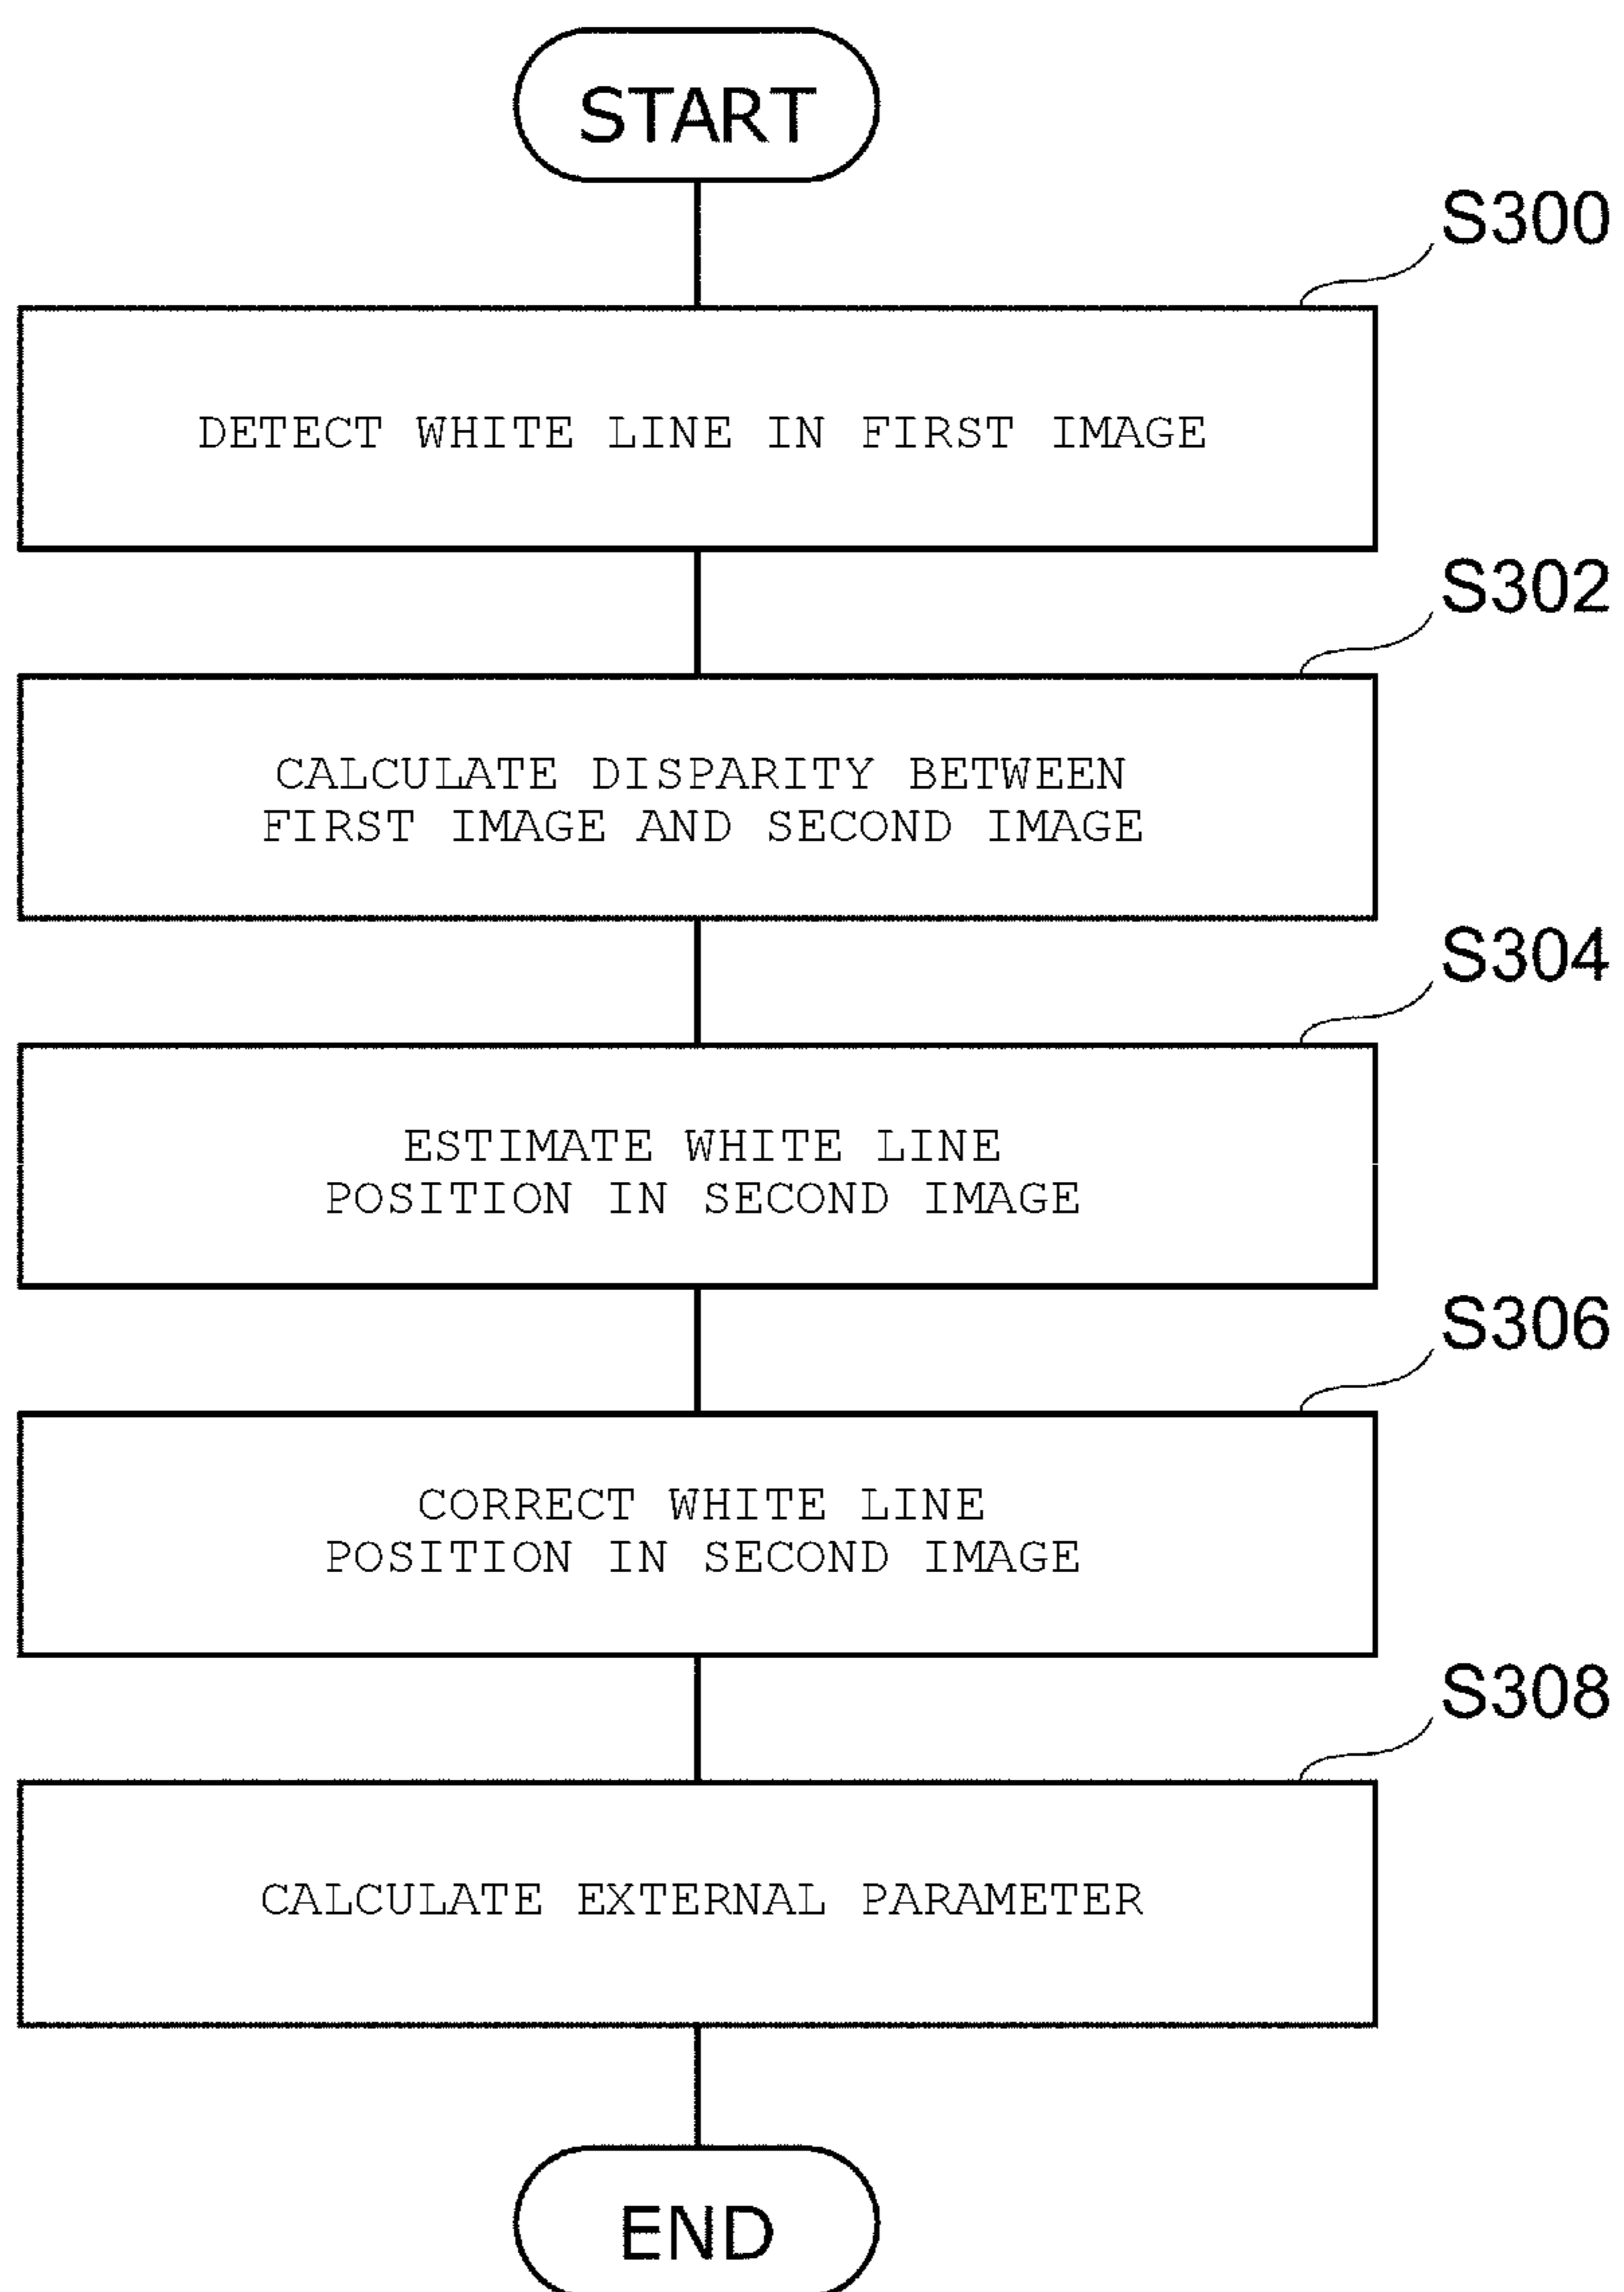 START
S300
DETECT WHITE LINE IN FIRST IMAGE
S302
CALCULATE DISPARITY BETWEEN
FIRST IMAGE AND SECOND IMAGE
S304
ESTIMATE WHITE LINE
POSITION IN SECOND IMAGE
S306
CORRECT WHITE LINE
POSITION IN SECOND IMAGE
S308
CALCULATE EXTERNAL PARAMETER
END